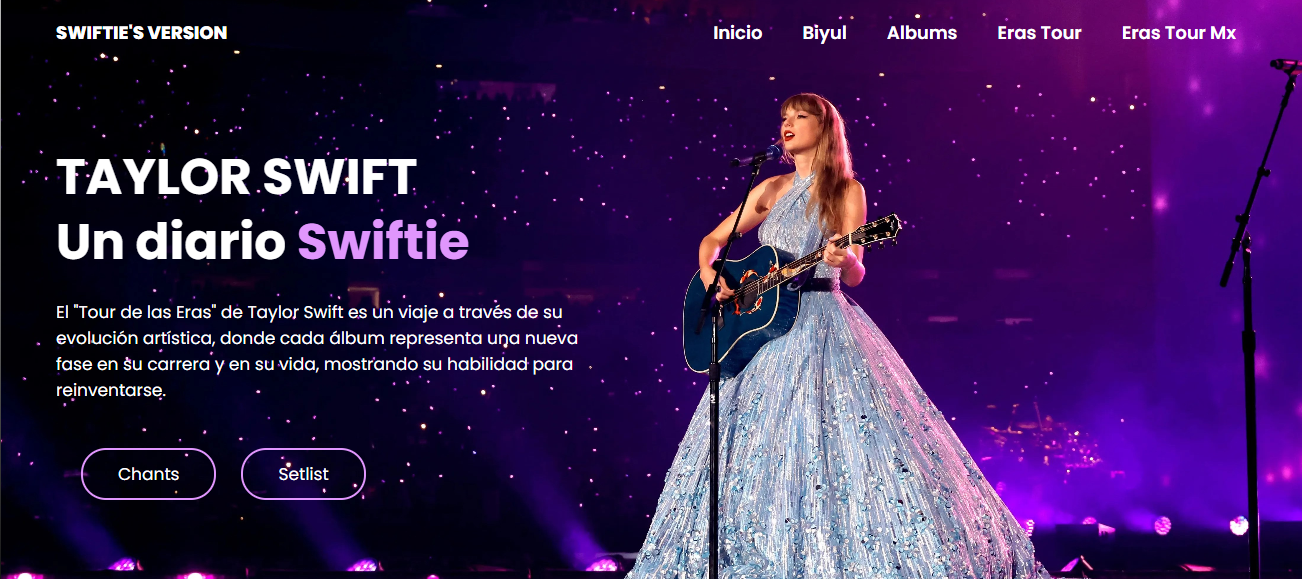 SWIFTIE'S VERSION
Inicio Biyul Albums Eras Tour Eras Tour Mx
TAYLOR SWIFT
Un diario Swiftie
El "Tour de las Eras" de Taylor Swift es un viaje a través de su
evolución artística, donde cada álbum representa una nueva
fase en su carrera y en su vida, mostrando su habilidad para
reinventarse.
Chants Setlist